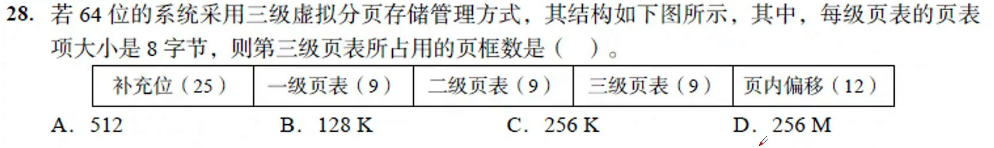 28. 若 64 位的系统采用三级虚拟分页存储管理方式，其结构如下图所示，其中，每级页表的页表
项大小是 8 字节，则第三级页表所占用的页框数是（ ）。
补充位（25） 一级页表（9） 二级页表（9） 三级页表（9） 页内偏移（12）
A. 512 B. 128 K C. 256 K D. 256 M